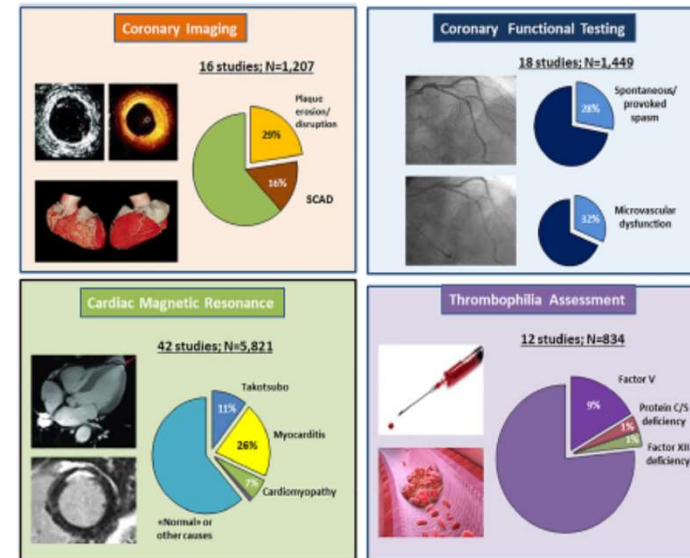 Coronary Imaging
16 studies; N=1,207
Plaque
erosion/
disruption
29%
16%
SCAD
Coronary Functional Testing
18 studies; N=1,449
Spontaneous/
provoked
spasm
28%
Microvascular
dysfunction
32%
Cardiac Magnetic Resonance
42 studies; N=5,821
Takotsubo
11%
Myocarditis
26%
Cardiomyopathy
7%
«Normal» or
other causes
Thrombophilia Assessment
12 studies; N=834
Factor V
9%
Protein C/S
deficiency
1%
1%
Factor XII
deficiency